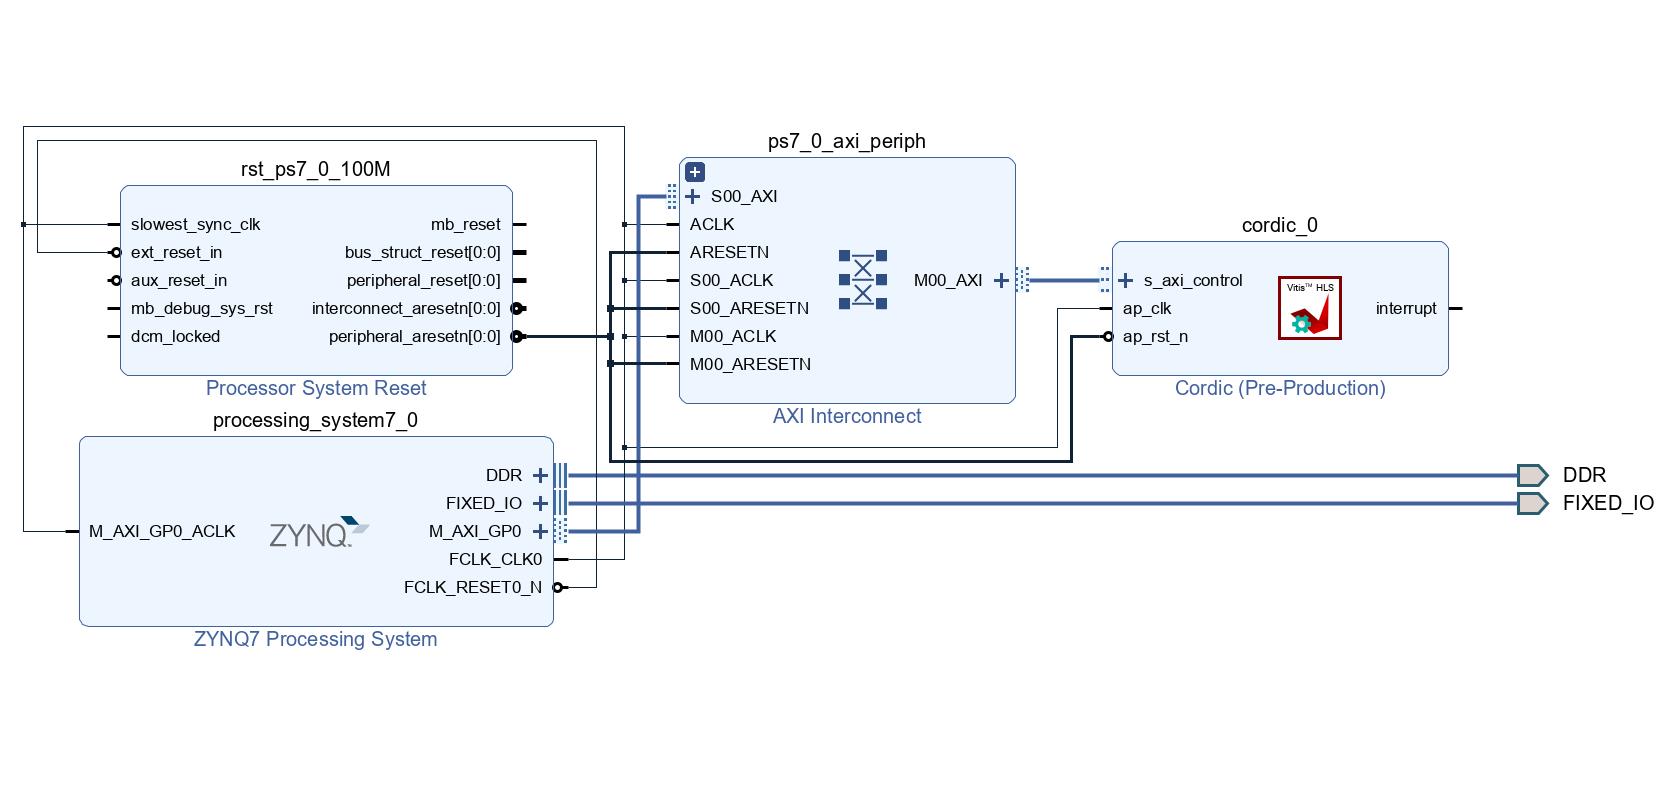 rst_ps7_0_100M
slowest_sync_clk
ext_reset_in
aux_reset_in
mb_debug_sys_rst
dcm_locked
mb_reset
bus_struct_reset[0:0]
peripheral_reset[0:0]
interconnect_aresetn[0:0]
peripheral_aresetn[0:0]
Processor System Reset
processing_system7_0
M_AXI_GP0_ACLK
ZYNQ
DDR
FIXED_IO
M_AXI_GP0
FCLK_CLK0
FCLK_RESET0_N
ZYNQ7 Processing System
ps7_0_axi_periph
S00_AXI
ACLK
ARESETN
S00_ACLK
S00_ARESETN
M00_ACLK
M00_ARESETN
M00_AXI
AXI Interconnect
cordic_0
s_axi_control
ap_clk
ap_rst_n
Vitis™ HLS
interrupt
Cordic (Pre-Production)
DDR
FIXED_IO